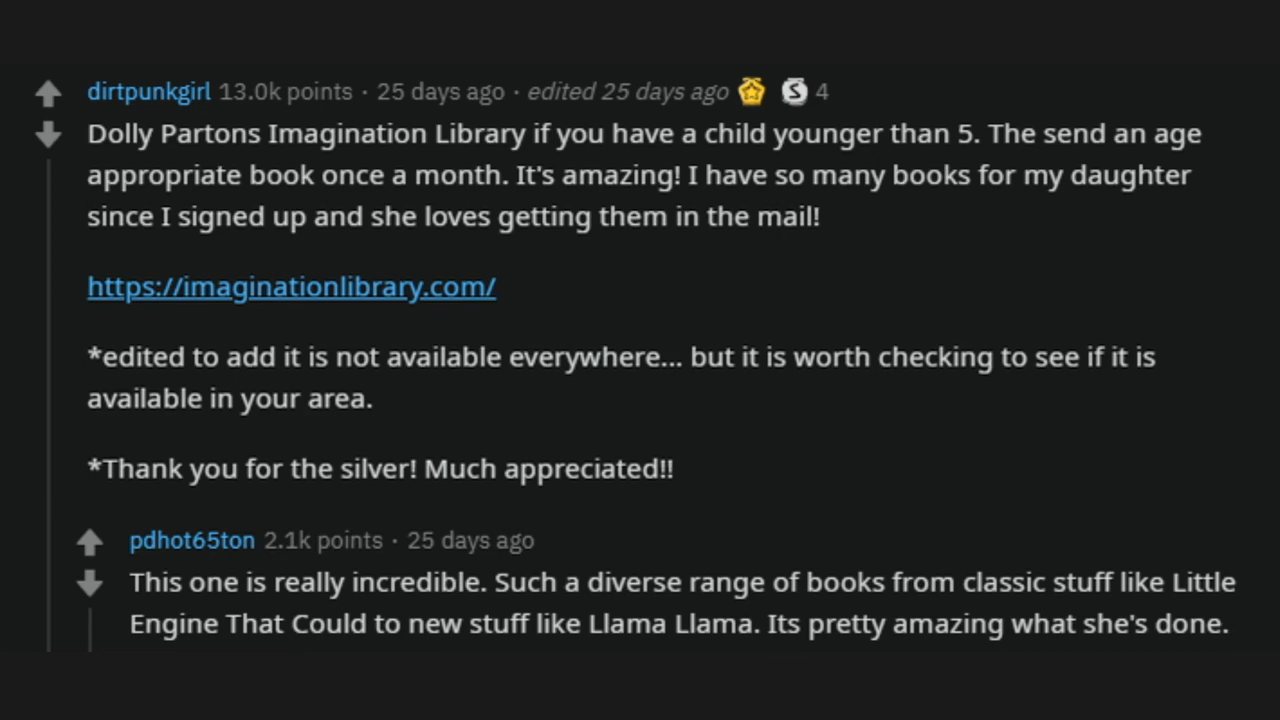 dirtpunkgirl 13.0k points · 25 days ago · edited 25 days ago S 4
Dolly Partons Imagination Library if you have a child younger than 5. The send an age
appropriate book once a month. It's amazing! I have so many books for my daughter
since I signed up and she loves getting them in the mail!
https://imaginationlibrary.com/
*edited to add it is not available everywhere... but it is worth checking to see if it is
available in your area.
*Thank you for the silver! Much appreciated!!
pdhot65ton 2.1k points · 25 days ago
This one is really incredible. Such a diverse range of books from classic stuff like Little
Engine That Could to new stuff like Llama Llama. Its pretty amazing what she's done.